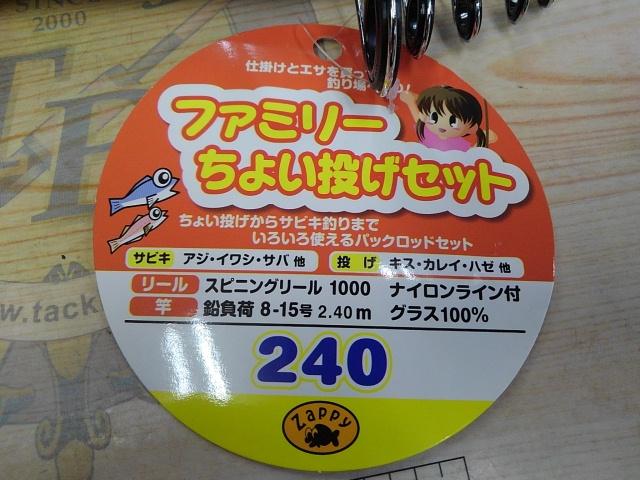 SINCE
2000
仕掛けとエサを買っ
釣り場
ファミリー
ちょい投げセット
ちょい投げからサビキ釣りまで
いろいろ使えるパックロッドセット
サビキ アジ・イワシ・サバ 他 投げ キス・カレイ・ハゼ 他
リール スピニングリール 1000 ナイロンライン付
竿 鉛負荷 8-15号 2.40m グラス100%
240
Zappy
w.tack